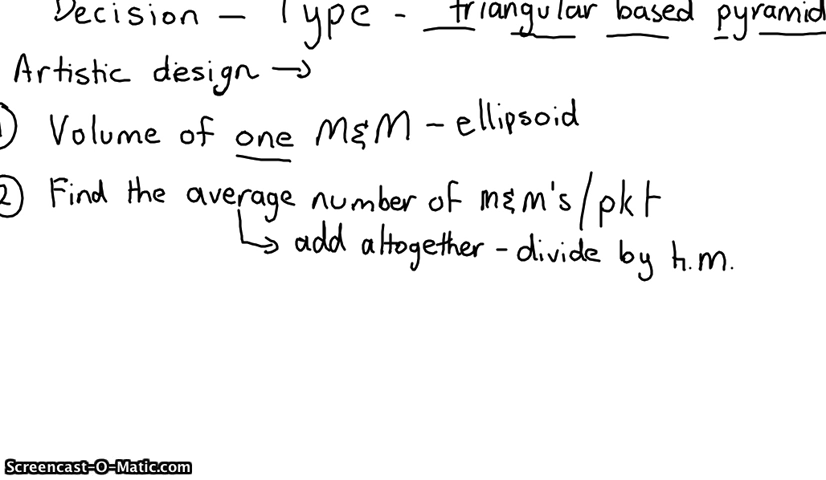 Decision - Type - triangular based pyramid
Artistic design →
① Volume of one M&M - ellipsoid
② Find the average number of m&m's/pkt
↳ add altogether - divide by h.m.
Screencast-O-Matic.com